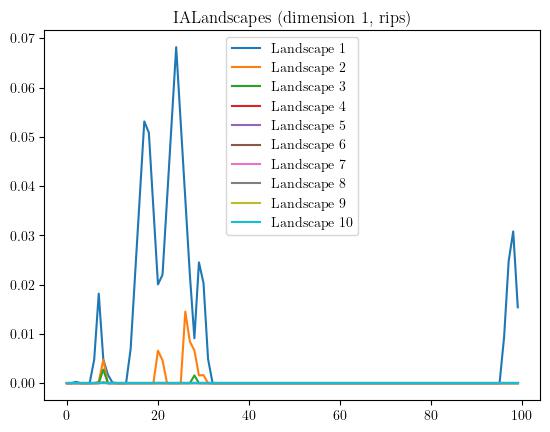 IALandscapes (dimension 1, rips)
0.07
0.06
0.05
0.04
0.03
0.02
0.01
0.00
Landscape 1
Landscape 2
Landscape 3
Landscape 4
Landscape 5
Landscape 6
Landscape 7
Landscape 8
Landscape 9
Landscape 10
0 20 40 60 80 100